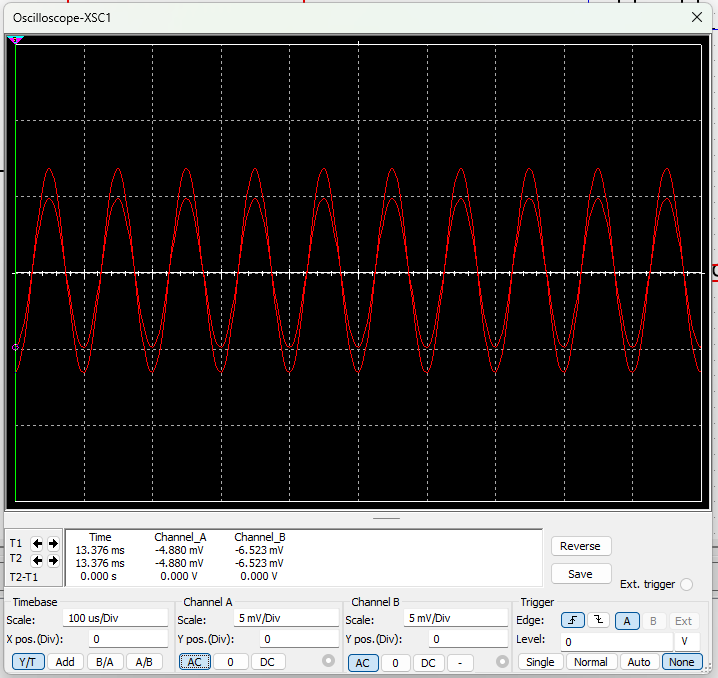 Oscilloscope-XSC1
Time Channel_A Channel_B
T1 13.376 ms -4.880 mV -6.523 mV
T2 13.376 ms -4.880 mV -6.523 mV
T2-T1 0.000 s 0.000 V 0.000 V
Reverse
Save
Ext. trigger
Timebase
Scale: 100 us/Div
X pos.(Div): 0
Y/T Add B/A A/B
Channel A
Scale: 5 mV/Div
Y pos.(Div): 0
AC 0 DC
Channel B
Scale: 5 mV/Div
Y pos.(Div): 0
AC 0 DC -
Trigger
Edge: A B Ext
Level: 0 V
Single Normal Auto None